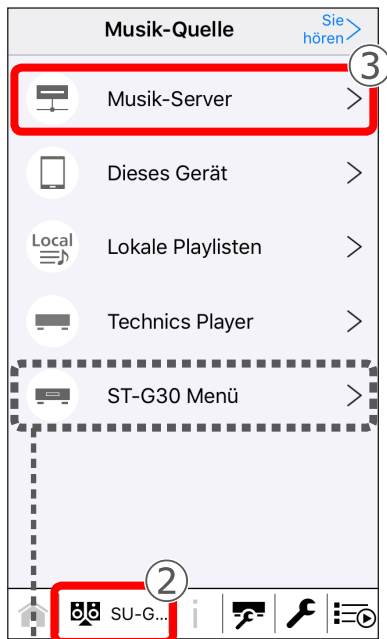 Musik-Quelle
Sie
hören
3
Musik-Server
Dieses Gerät
Local
Lokale Playlisten
Technics Player
ST-G30 Menü
2
SU-G...
i